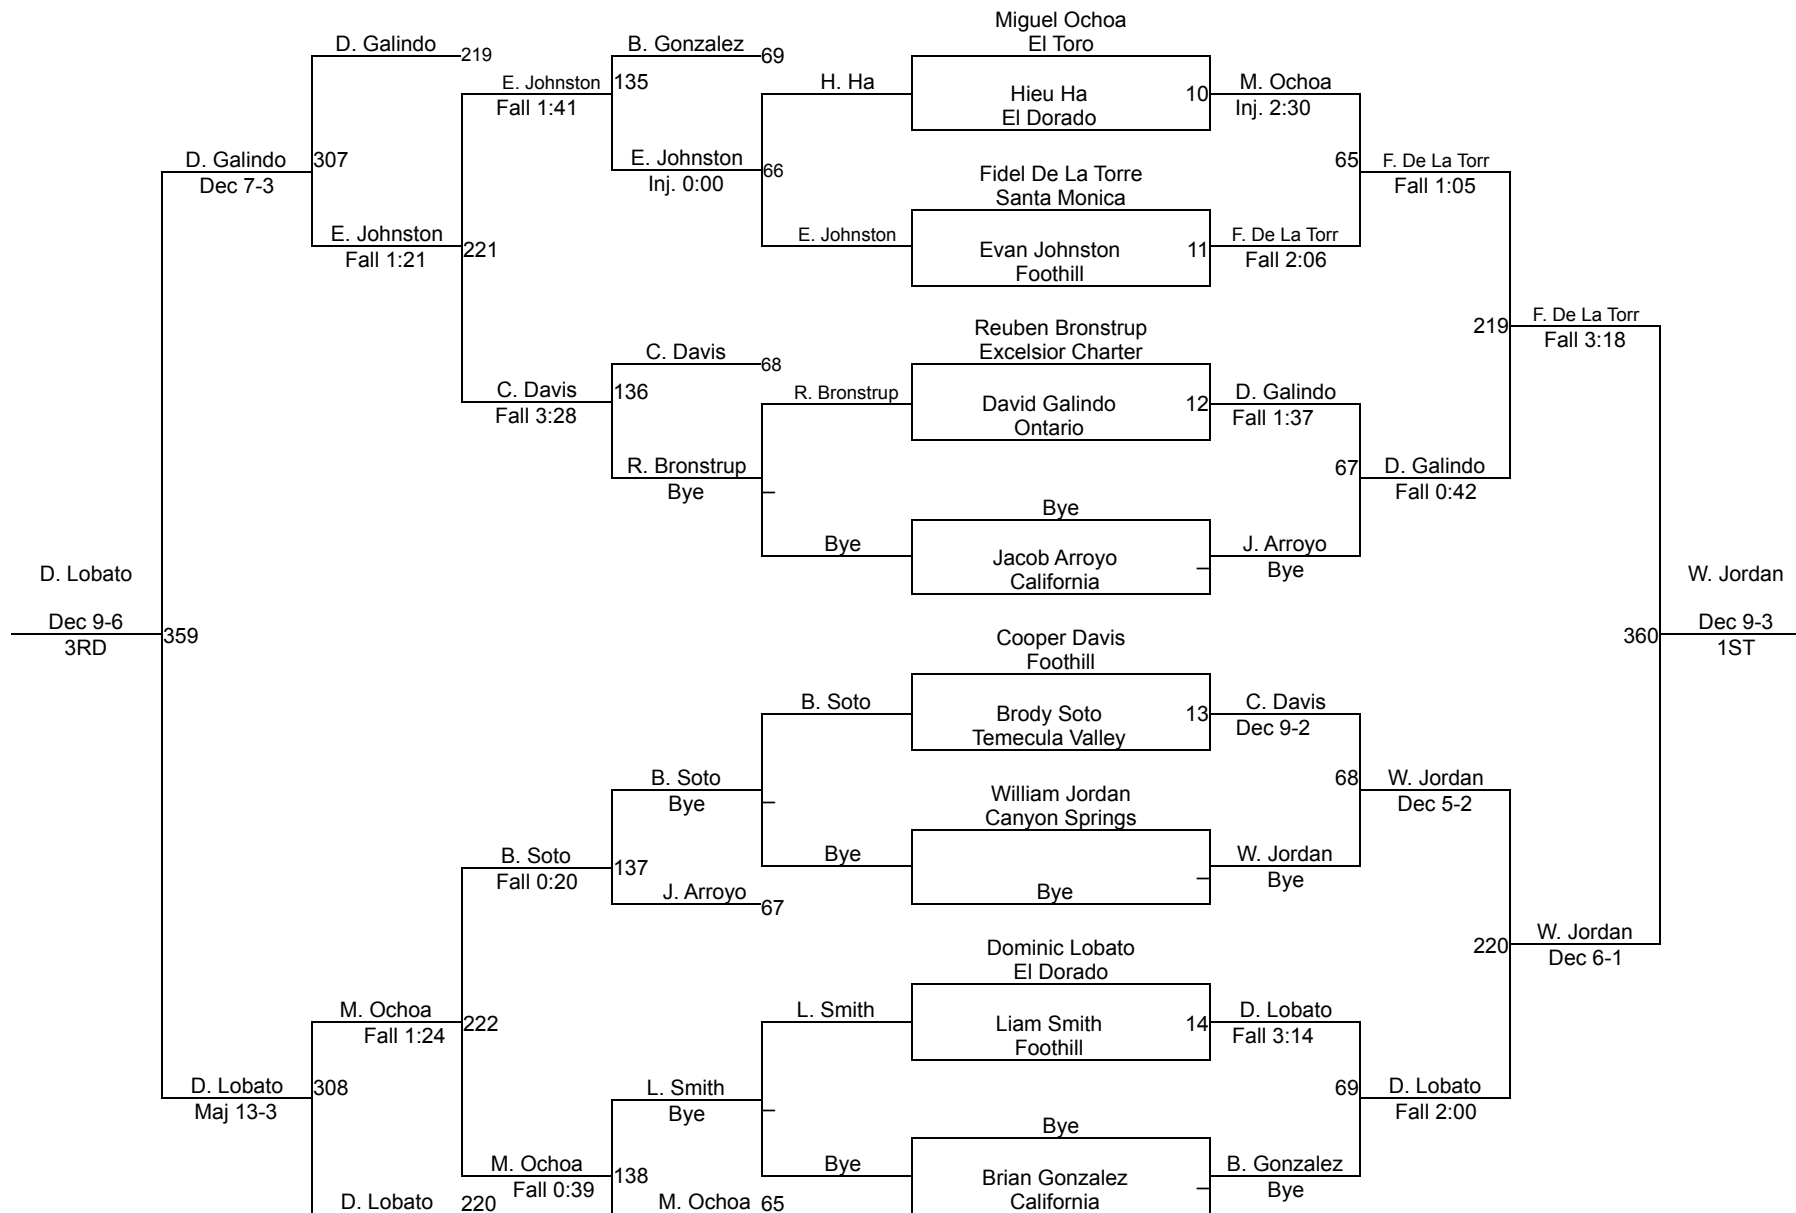 Miguel Ochoa
D. Galindo
B. Gonzalez
El Toro
219
69
E. Johnston
135
H. Ha
Hieu Ha
10
M. Ochoa
Fall 1:41
El Dorado
Inj. 2:30
D. Galindo
307
E. Johnston
66
Fidel De La Torre
65
F. De La Torr
Dec 7-3
Inj. 0:00
Santa Monica
Fall 1:05
E. Johnston
221
E. Johnston
Evan Johnston
11
F. De La Torr
Fall 1:21
Foothill
Fall 2:06
Reuben Bronstrup
219
F. De La Torr
C. Davis
68
Excelsior Charter
Fall 3:18
C. Davis
136
R. Bronstrup
David Galindo
12
D. Galindo
Fall 3:28
Ontario
Fall 1:37
R. Bronstrup
67
D. Galindo
Bye
–
Fall 0:42
Bye
Bye
Jacob Arroyo
–
J. Arroyo
California
Bye
D. Lobato
W. Jordan
Dec 9-6
359
Cooper Davis
360
Dec 9-3
3RD
Foothill
1ST
B. Soto
Brody Soto
13
C. Davis
Temecula Valley
Dec 9-2
B. Soto
William Jordan
68
W. Jordan
Bye
–
Canyon Springs
Dec 5-2
B. Soto
137
Bye
W. Jordan
Fall 0:20
–
Bye
J. Arroyo
67
Bye
Dominic Lobato
220
W. Jordan
El Dorado
Dec 6-1
M. Ochoa
222
L. Smith
Liam Smith
14
D. Lobato
Fall 1:24
Foothill
Fall 3:14
D. Lobato
308
L. Smith
69
D. Lobato
Maj 13-3
Bye
–
Fall 2:00
Bye
M. Ochoa
138
Bye
Brian Gonzalez
B. Gonzalez
Fall 0:39
California
–
Bye
D. Lobato
220
M. Ochoa
65